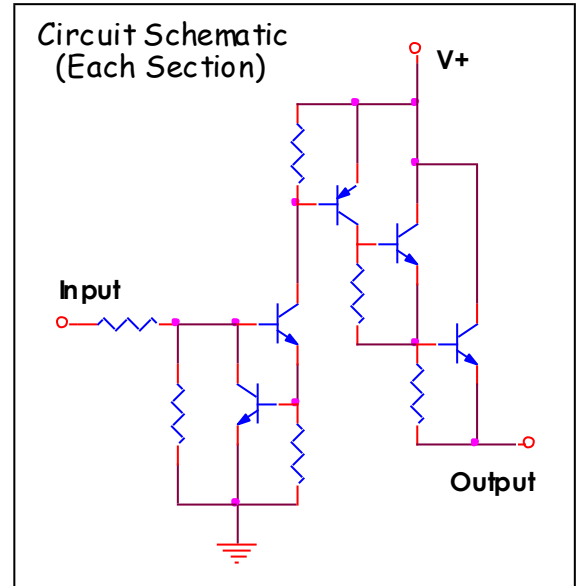 Circuit Schematic
(Each Section)
V+
Input
Output